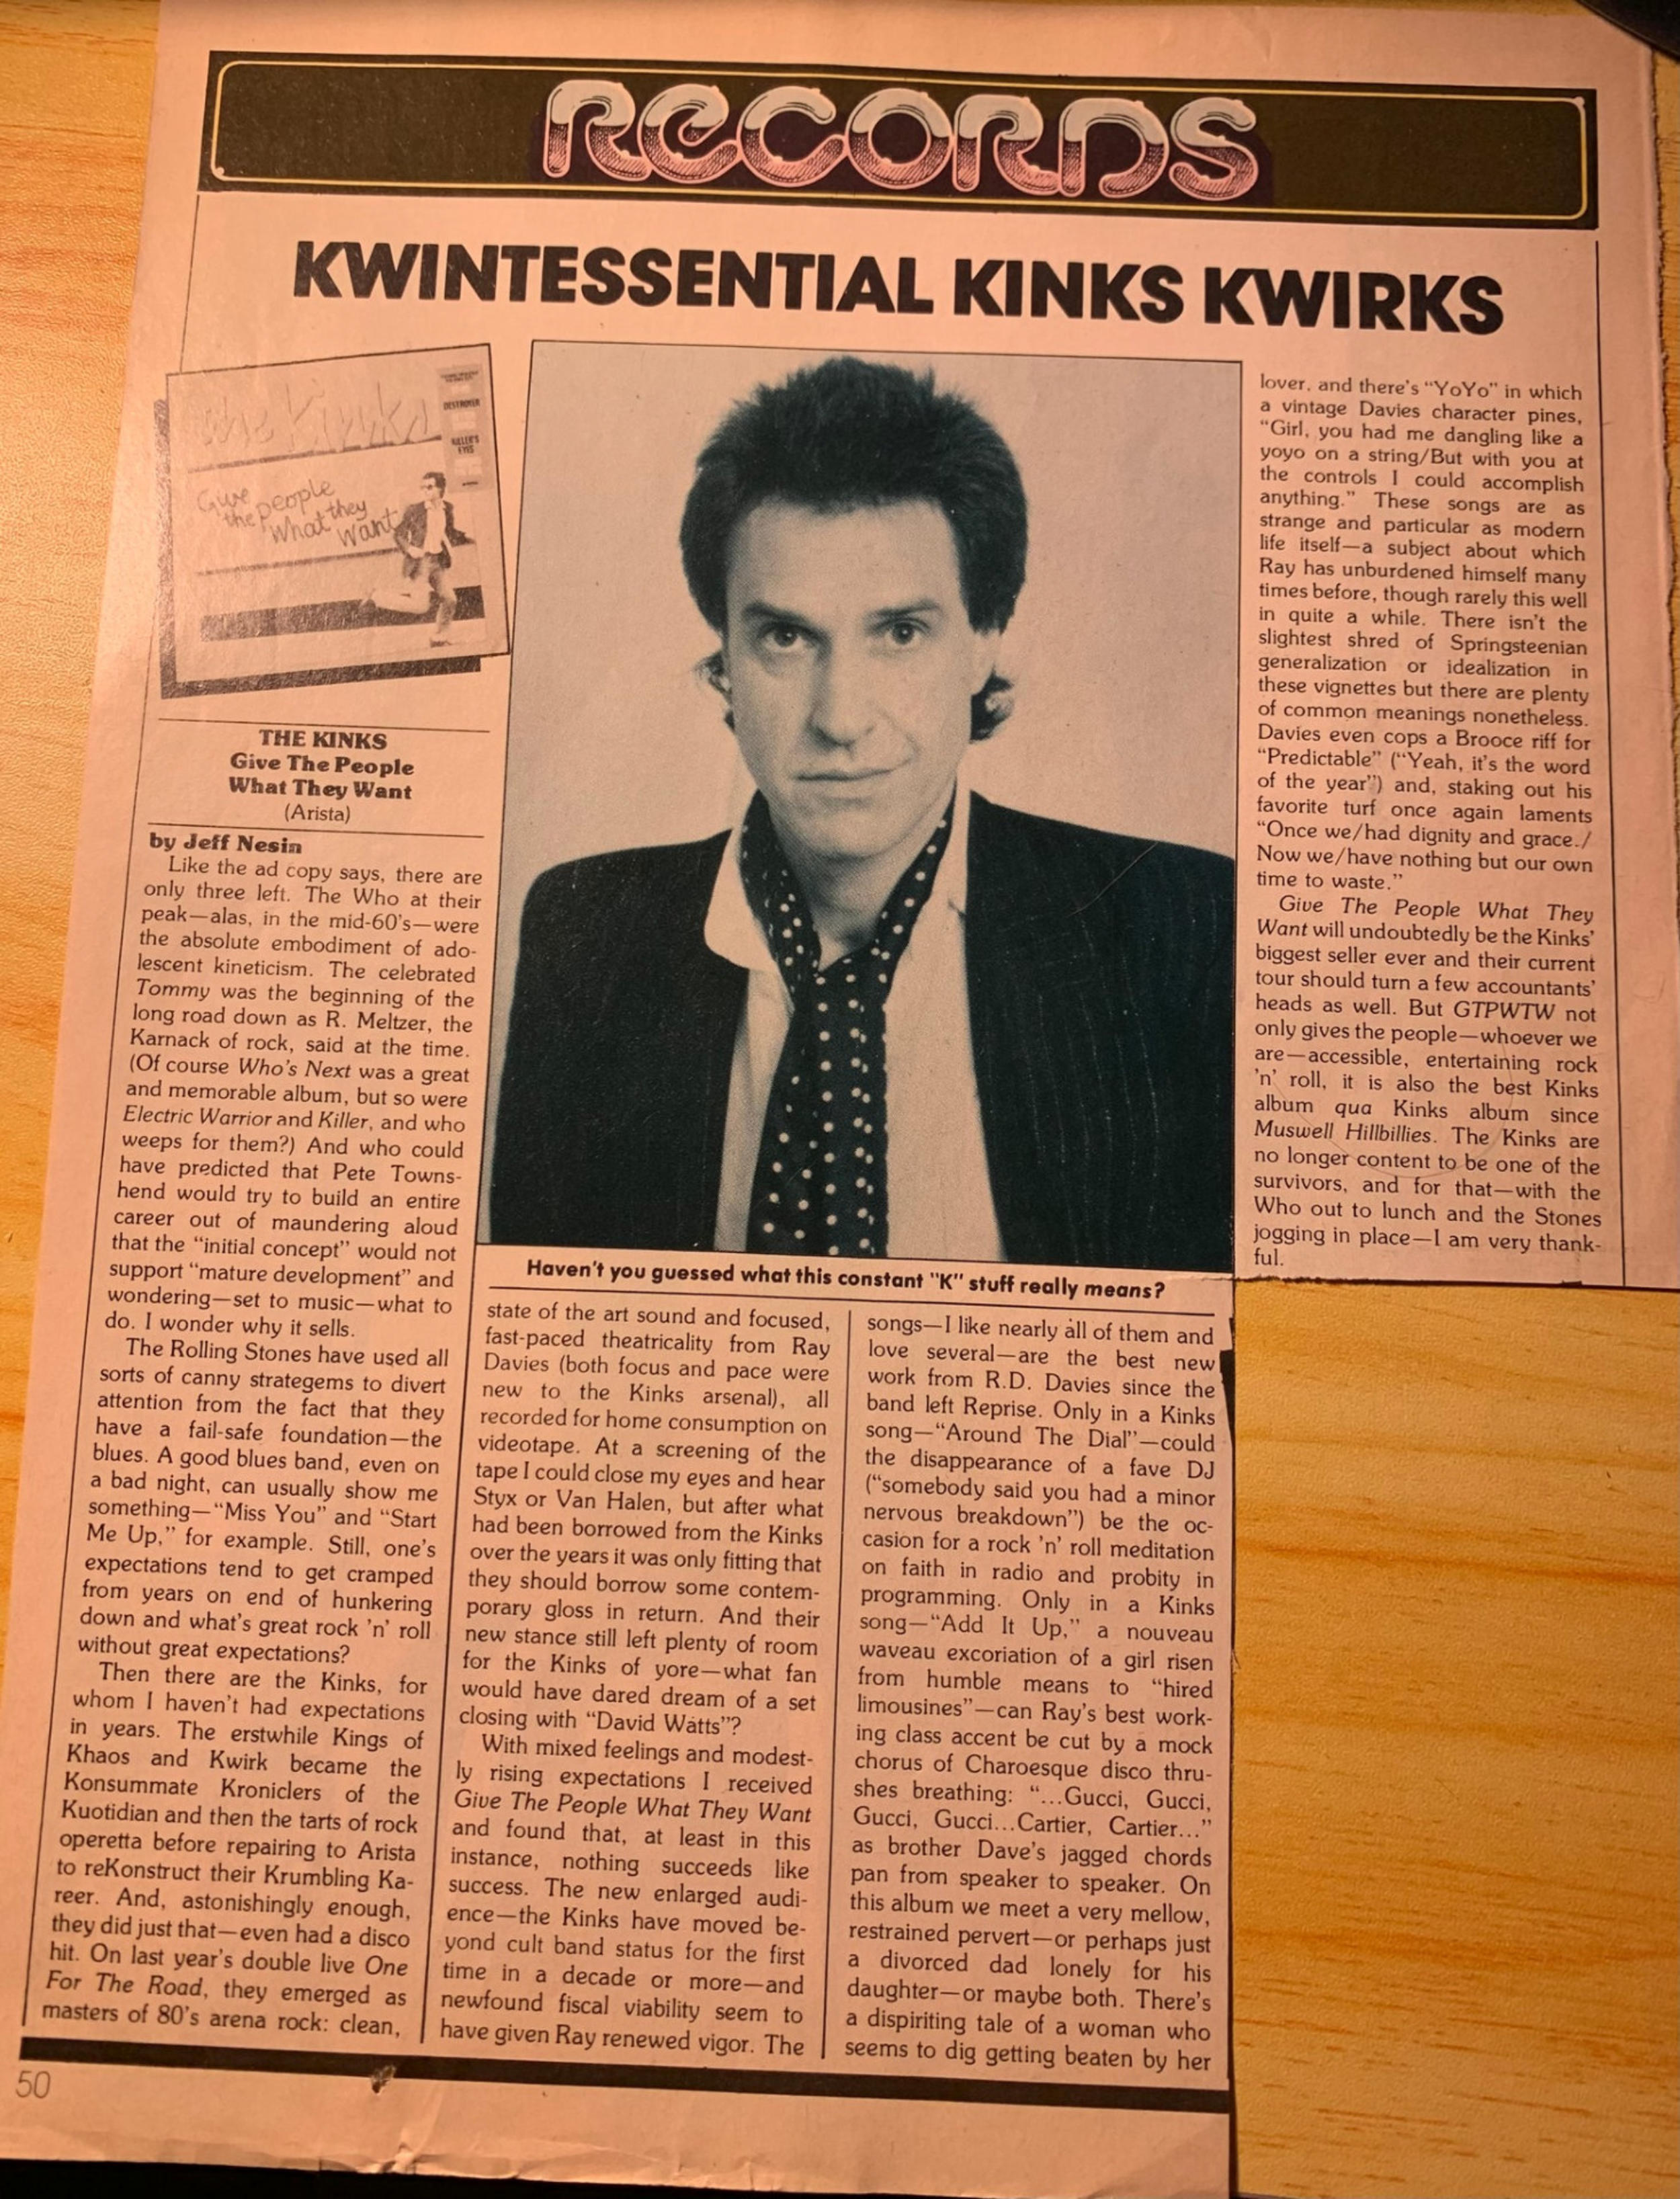 RECORDS
KWINTESSENTIAL KINKS KWIRKS
The Kinks
DESTROYER
KILLER'S
EYES
Give
the people
What they
Want
THE KINKS
Give The People
What They Want
(Arista)
by Jeff Nesin
Like the ad copy says, there are
only three left. The Who at their
peak—alas, in the mid-60's—were
the absolute embodiment of ado-
lescent kineticism. The celebrated
Tommy was the beginning of the
long road down as R. Meltzer, the
Karnack of rock, said at the time.
(Of course Who's Next was a great
and memorable album, but so were
Electric Warrior and Killer, and who
weeps for them?) And who could
have predicted that Pete Towns-
hend would try to build an entire
career out of maundering aloud
that the "initial concept" would not
support "mature development" and
wondering—set to music—what to
do. I wonder why it sells.
The Rolling Stones have used all
sorts of canny strategems to divert
attention from the fact that they
have a fail-safe foundation—the
blues. A good blues band, even on
a bad night, can usually show me
something—"Miss You" and "Start
Me Up," for example. Still, one's
expectations tend to get cramped
from years on end of hunkering
down and what's great rock 'n' roll
without great expectations?
Then there are the Kinks, for
whom I haven't had expectations
in years. The erstwhile Kings of
Khaos and Kwirk became the
Konsummate Kroniclers of the
Kuotidian and then the tarts of rock
operetta before repairing to Arista
to reKonstruct their Krumbling Ka-
reer. And, astonishingly enough,
they did just that—even had a disco
hit. On last year's double live One
For The Road, they emerged as
masters of 80's arena rock: clean,
Haven't you guessed what this constant "K" stuff really means?
state of the art sound and focused,
fast-paced theatricality from Ray
Davies (both focus and pace were
new to the Kinks arsenal), all
recorded for home consumption on
videotape. At a screening of the
tape I could close my eyes and hear
Styx or Van Halen, but after what
had been borrowed from the Kinks
over the years it was only fitting that
they should borrow some contem-
porary gloss in return. And their
new stance still left plenty of room
for the Kinks of yore—what fan
would have dared dream of a set
closing with "David Watts"?
With mixed feelings and modest-
ly rising expectations I received
Give The People What They Want
and found that, at least in this
instance, nothing succeeds like
success. The new enlarged audi-
ence—the Kinks have moved be-
yond cult band status for the first
time in a decade or more—and
newfound fiscal viability seem to
have given Ray renewed vigor. The
songs—I like nearly all of them and
love several—are the best new
work from R.D. Davies since the
band left Reprise. Only in a Kinks
song—"Around The Dial"—could
the disappearance of a fave DJ
("somebody said you had a minor
nervous breakdown") be the oc-
casion for a rock 'n' roll meditation
on faith in radio and probity in
programming. Only in a Kinks
song—"Add It Up," a nouveau
waveau excoriation of a girl risen
from humble means to "hired
limousines"—can Ray's best work-
ing class accent be cut by a mock
chorus of Charoesque disco thru-
shes breathing: "...Gucci, Gucci,
Gucci, Gucci...Cartier, Cartier..."
as brother Dave's jagged chords
pan from speaker to speaker. On
this album we meet a very mellow,
restrained pervert—or perhaps just
a divorced dad lonely for his
daughter—or maybe both. There's
a dispiriting tale of a woman who
seems to dig getting beaten by her
lover, and there's "YoYo" in which
a vintage Davies character pines,
"Girl, you had me dangling like a
yoyo on a string/But with you at
the controls I could accomplish
anything." These songs are as
strange and particular as modern
life itself—a subject about which
Ray has unburdened himself many
times before, though rarely this well
in quite a while. There isn't the
slightest shred of Springsteenian
generalization or idealization in
these vignettes but there are plenty
of common meanings nonetheless.
Davies even cops a Brooce riff for
"Predictable" ("Yeah, it's the word
of the year") and, staking out his
favorite turf once again laments
"Once we/had dignity and grace./
Now we/have nothing but our own
time to waste."
Give The People What They
Want will undoubtedly be the Kinks'
biggest seller ever and their current
tour should turn a few accountants'
heads as well. But GTPWTW not
only gives the people—whoever we
are—accessible, entertaining rock
'n' roll, it is also the best Kinks
album qua Kinks album since
Muswell Hillbillies. The Kinks are
no longer content to be one of the
survivors, and for that—with the
Who out to lunch and the Stones
jogging in place—I am very thank-
ful.
50